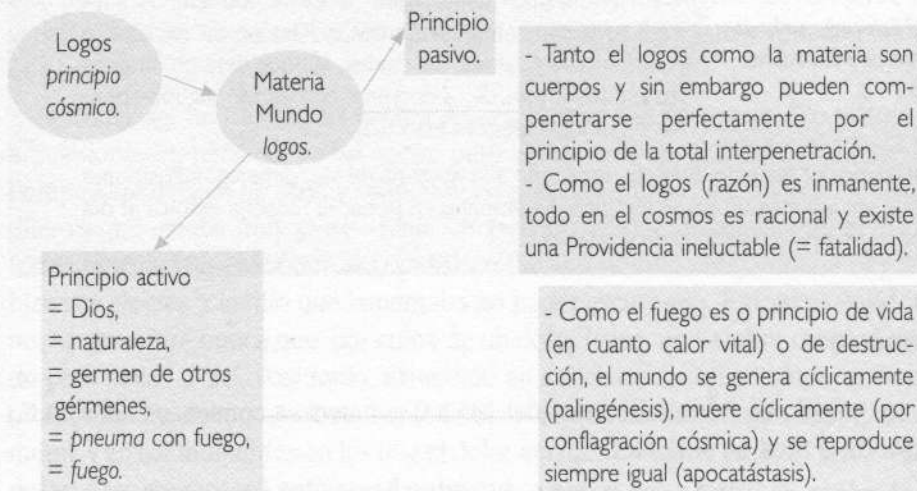 Logos
principio
cósmico.
Materia
Mundo
logos.
Principio
pasivo.
- Tanto el logos como la materia son
cuerpos y sin embargo pueden com-
penetrarse perfectamente por el
principio de la total interpenetración.
- Como el logos (razón) es inmanente,
todo en el cosmos es racional y existe
una Providencia ineluctable (= fatalidad).
Principio activo
= Dios,
= naturaleza,
= germen de otros
gérmenes,
= pneuma con fuego,
= fuego.
- Como el fuego es o principio de vida
(en cuanto calor vital) o de destruc-
ción, el mundo se genera cíclicamente
(palingénesis), muere cíclicamente (por
conflagración cósmica) y se reproduce
siempre igual (apocatástasis).